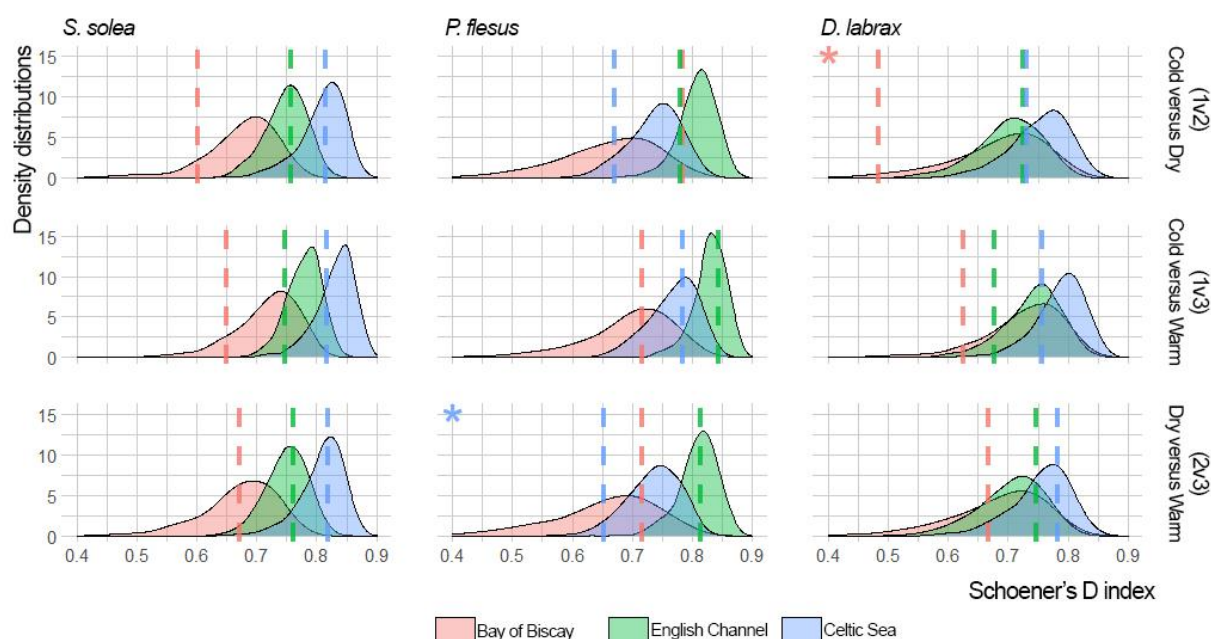 S. solea P. flesus D. labrax
Density distributions
15
10
5
0
*
Cold versus Dry
(1v2)
15
10
5
0
Cold versus Warm
(1v3)
15
10
5
0
*
Dry versus Warm
(2v3)
0.4 0.5 0.6 0.7 0.8 0.9 0.4 0.5 0.6 0.7 0.8 0.9 0.4 0.5 0.6 0.7 0.8 0.9
Schoener's D index
Bay of Biscay English Channel Celtic Sea